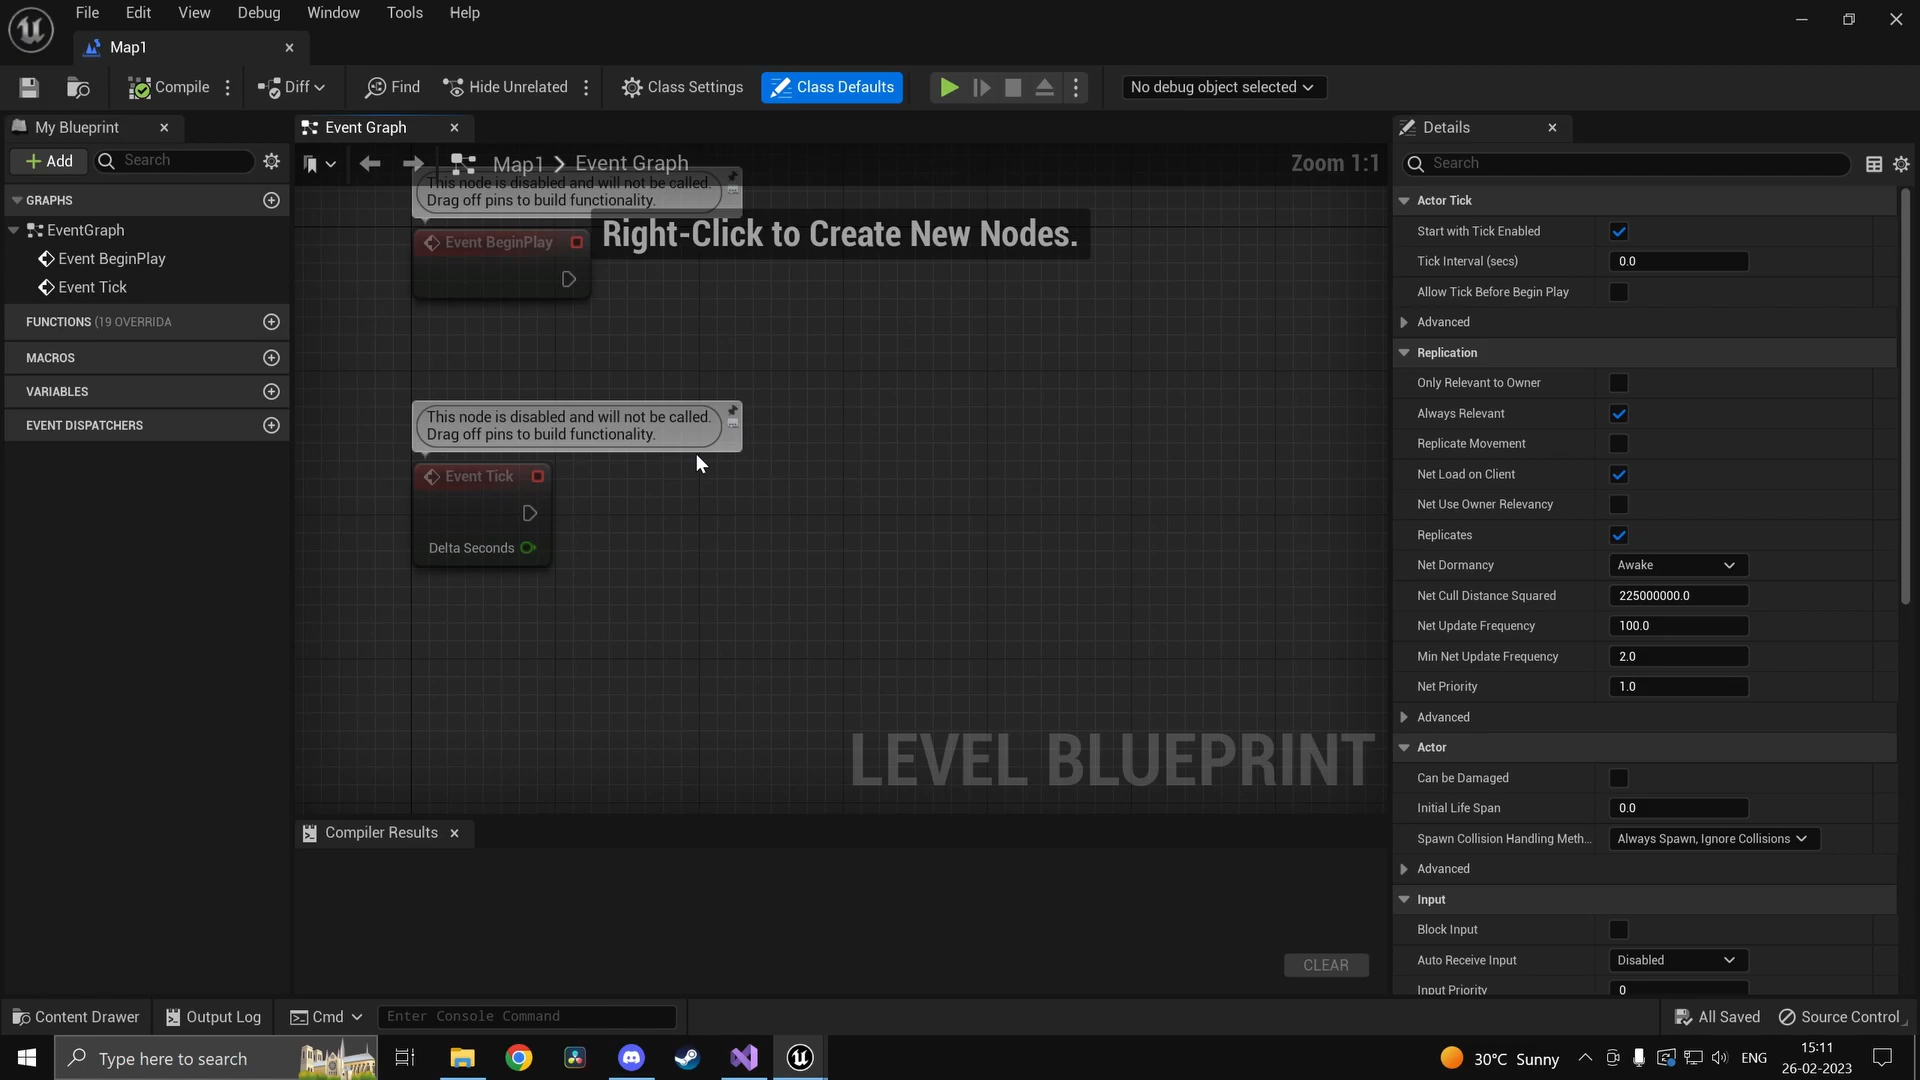 File Edit View Debug Window Tools Help
Map1
Compile Diff Find Hide Unrelated Class Settings Class Defaults No debug object selected
My Blueprint
Event Graph
Details
Add Search
Map1 > Event Graph
Zoom 1:1
Search
GRAPHS
EventGraph
Event BeginPlay
Event Tick
FUNCTIONS (19 OVERRIDA
MACROS
VARIABLES
EVENT DISPATCHERS
This node is disabled and will not be called.
Drag off pins to build functionality.
Right-Click to Create New Nodes.
Event BeginPlay
This node is disabled and will not be called.
Drag off pins to build functionality.
Event Tick
Delta Seconds
LEVEL BLUEPRINT
Compiler Results
CLEAR
Actor Tick
Start with Tick Enabled
Tick Interval (secs) 0.0
Allow Tick Before Begin Play
Advanced
Replication
Only Relevant to Owner
Always Relevant
Replicate Movement
Net Load on Client
Net Use Owner Relevancy
Replicates
Net Dormancy Awake
Net Cull Distance Squared 225000000.0
Net Update Frequency 100.0
Min Net Update Frequency 2.0
Net Priority 1.0
Advanced
Actor
Can be Damaged
Initial Life Span 0.0
Spawn Collision Handling Meth... Always Spawn, Ignore Collisions
Advanced
Input
Block Input
Auto Receive Input Disabled
Input Priority 0
Content Drawer Output Log Cmd Enter Console Command All Saved Source Control
Type here to search
30°C Sunny
ENG
15:11
26-02-2023